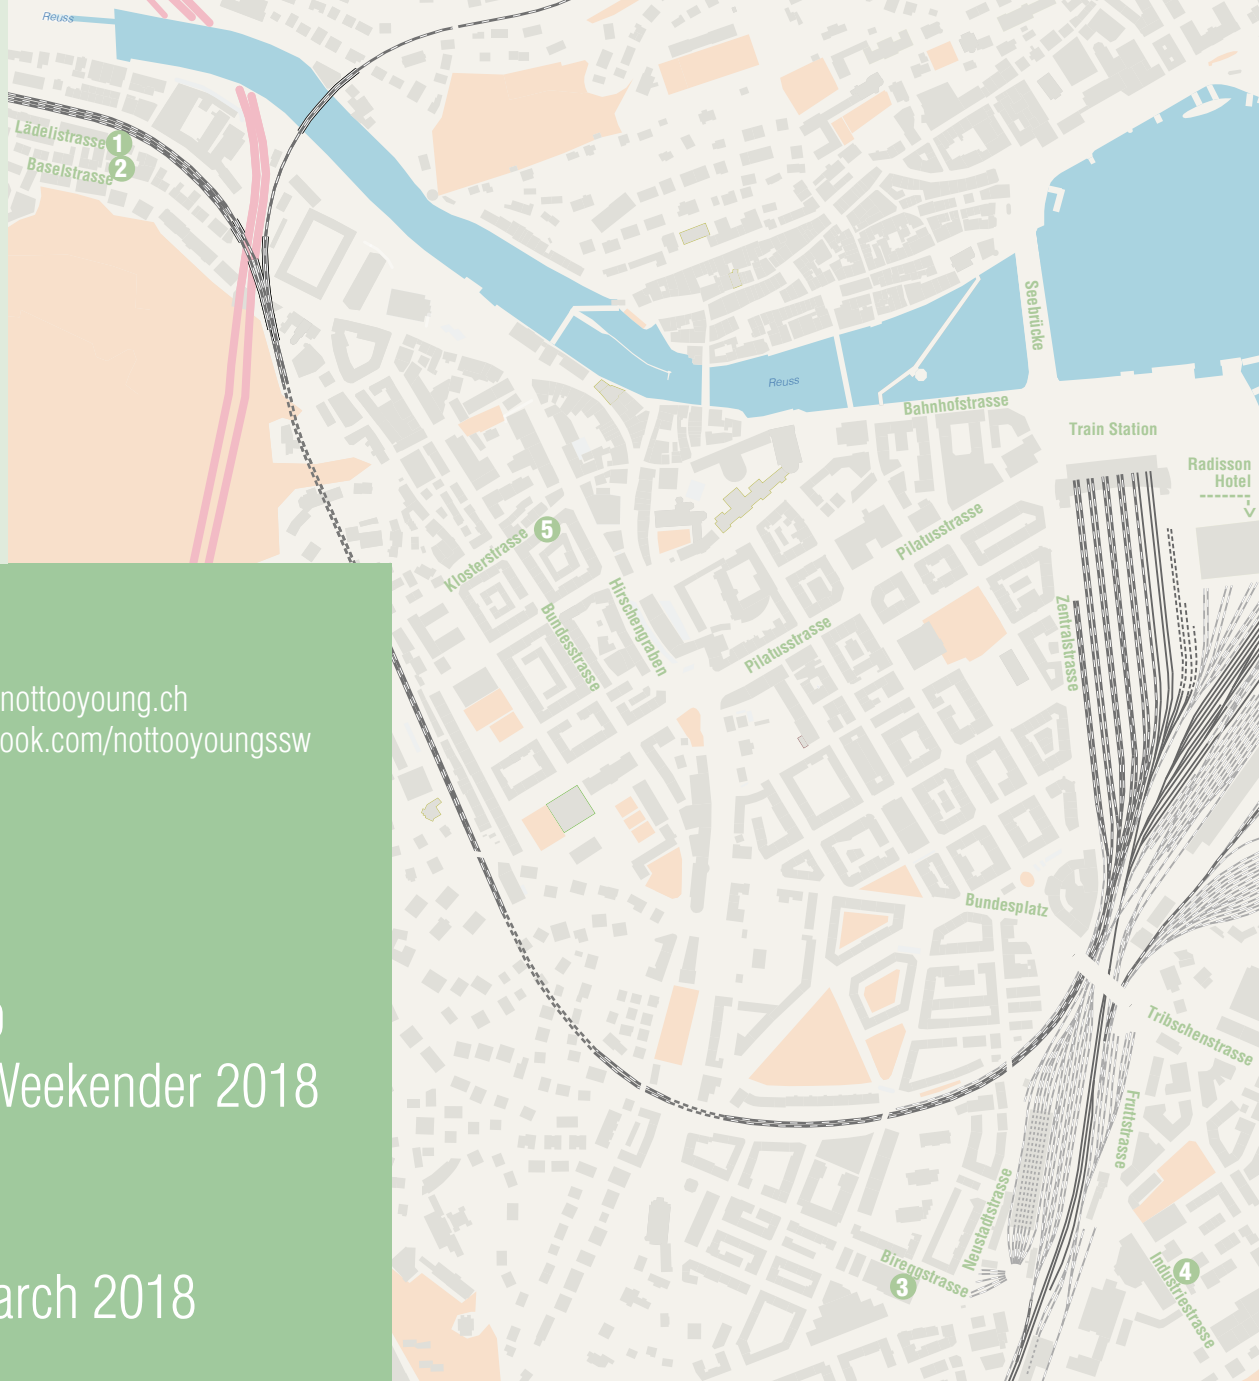 Reuss
Lädelistrasse
1
Baselstrasse
2
Seebrücke
Reuss
Bahnhofstrasse
Train Station
Radisson
Hotel
Pilatusstrasse
5
Klosterstrasse
Hirschengraben
Bundesstrasse
Zentralstrasse
Pilatusstrasse
nottooyoung.ch
ook.com/nottooyoungssw
Bundesplatz
Weekender 2018
Tribschenstrasse
Fruttstrasse
Neustadtstrasse
Bireggstrasse
3
4
Industriestrasse
arch 2018